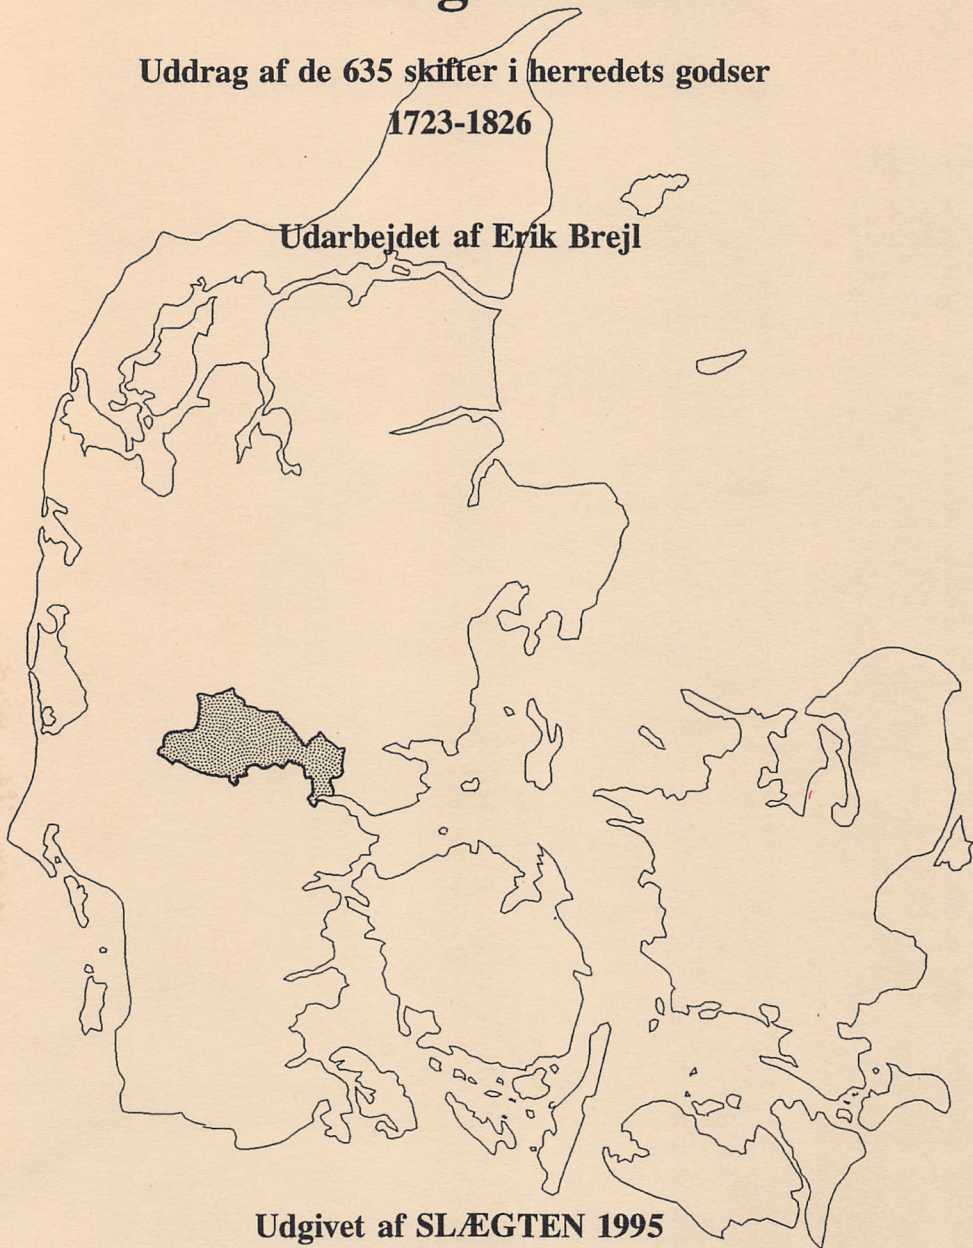 Uddrag af de 635 skifter i herredets godser
1723-1826
Udarbejdet af Erik Brejl
Udgivet af SLÆGTEN 1995